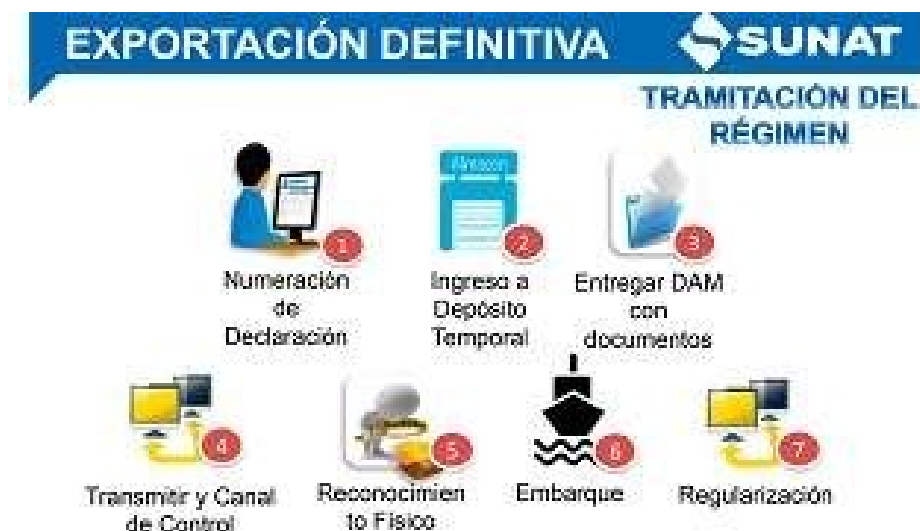 EXPORTACIÓN DEFINITIVA
SUNAT
TRAMITACIÓN DEL
RÉGIMEN
Almacen
1
2
3
Numeración
de
Declaración
Ingreso a
Depósito
Temporal
Entregar DAM
con
documentos
4
5
6
7
Transmitir y Canal
de Control
Reconocimien
to Físico
Embarque
Regularización